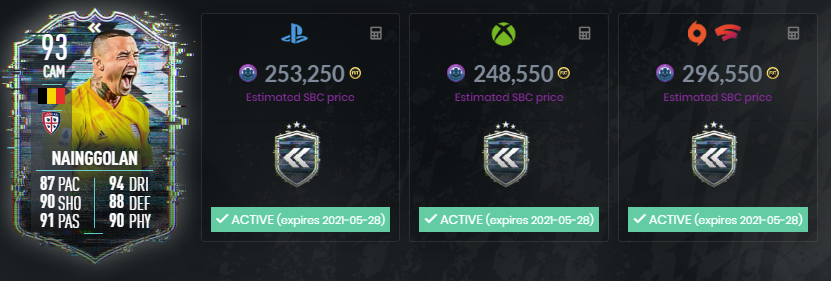 93
CAM
NAINGGOLAN
87 PAC 94 DRI
90 SHO 88 DEF
91 PAS 90 PHY
253,250
Estimated SBC price
ACTIVE (expires 2021-05-28)
248,550
Estimated SBC price
ACTIVE (expires 2021-05-28)
296,550
Estimated SBC price
ACTIVE (expires 2021-05-28)